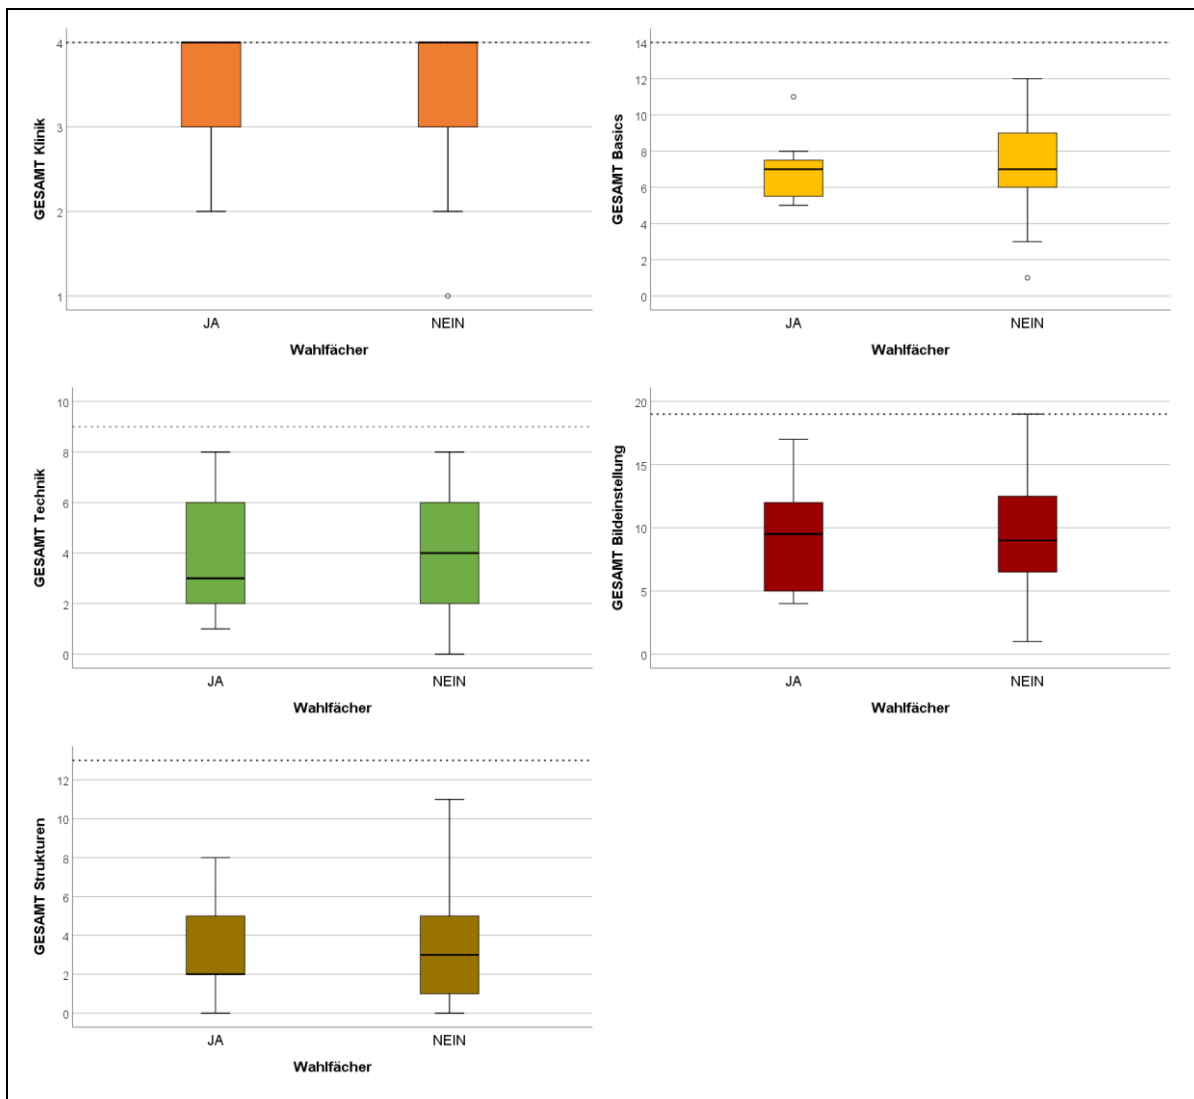 4
3
2
1
GESAMT Klinik
JA NEIN
Wahlfächer
14
12
10
8
6
4
2
0
GESAMT Basics
JA NEIN
Wahlfächer
10
8
6
4
2
0
GESAMT Technik
JA NEIN
Wahlfächer
20
15
10
5
0
GESAMT Bildeinstellung
JA NEIN
Wahlfächer
12
10
8
6
4
2
0
GESAMT Strukturen
JA NEIN
Wahlfächer